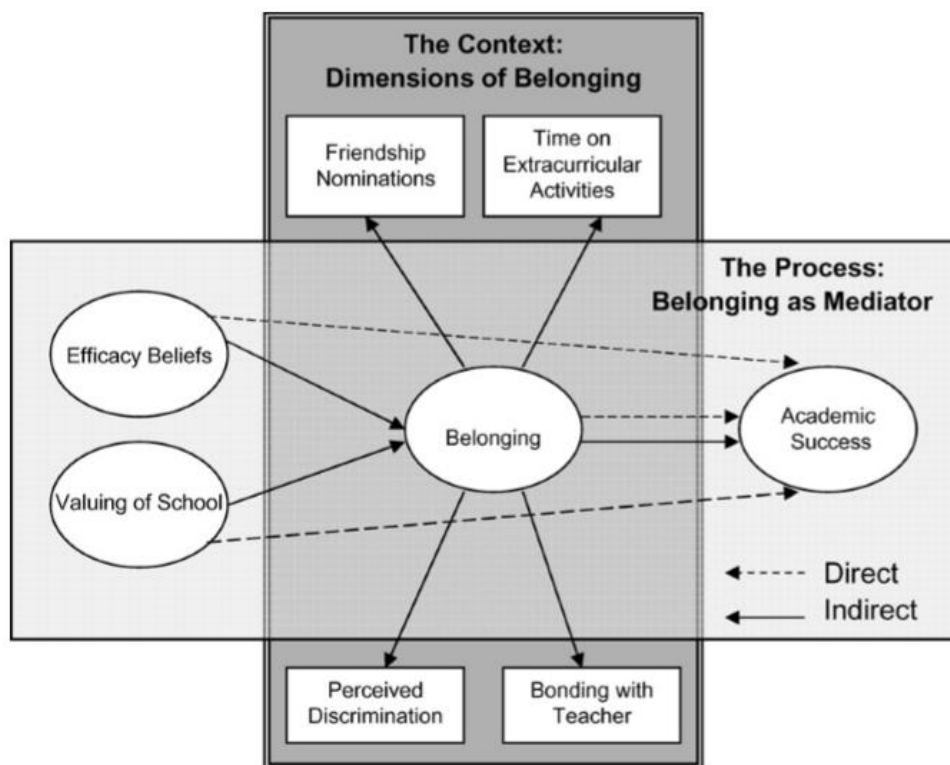 The Context:
Dimensions of Belonging
Friendship
Nominations
Time on
Extracurricular
Activities
The Process:
Belonging as Mediator
Efficacy Beliefs
Belonging
Academic
Success
Valuing of School
Direct
Indirect
Perceived
Discrimination
Bonding with
Teacher